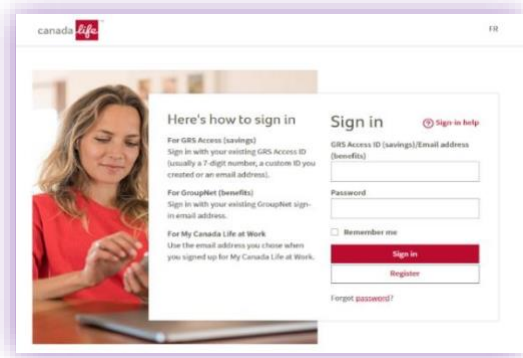 canada life™
FR
Here's how to sign in
For GRS Access (savings)
Sign in with your existing GRS Access ID
(usually a 7-digit number, a custom ID you
created or an email address).
For GroupNet (benefits)
Sign in with your existing GroupNet sign-
in email address.
For My Canada Life at Work
Use the email address you chose when
you signed up for My Canada Life at Work.
Sign in
? Sign-in help
GRS Access ID (savings)/Email address
(benefits)
Password
Remember me
Sign in
Register
Forgot password?